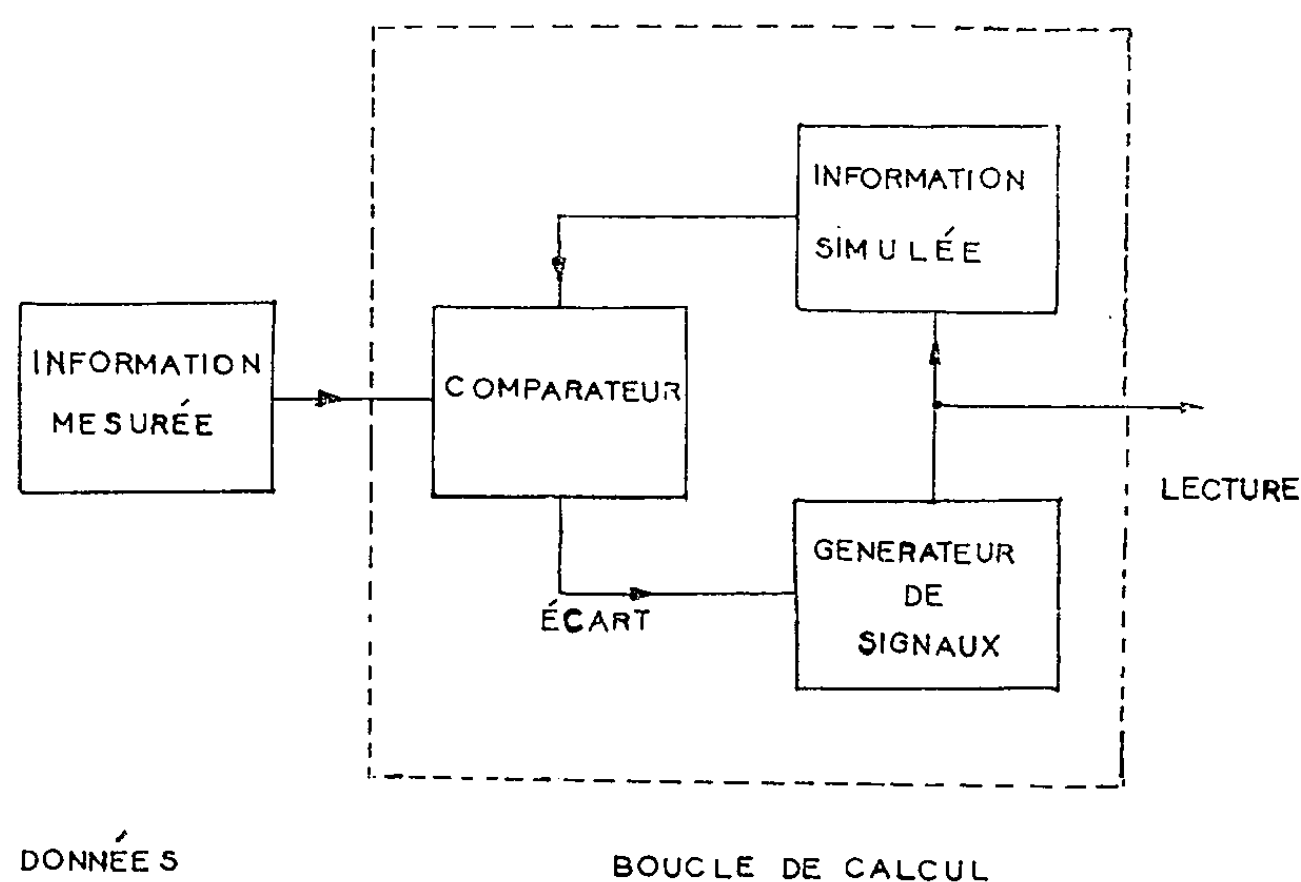 INFORMATION
SIMULÉE
INFORMATION
MESURÉE
COMPARATEUR
LECTURE
GENERATEUR
DE
SIGNAUX
ÉCART
DONNÉES
BOUCLE DE CALCUL